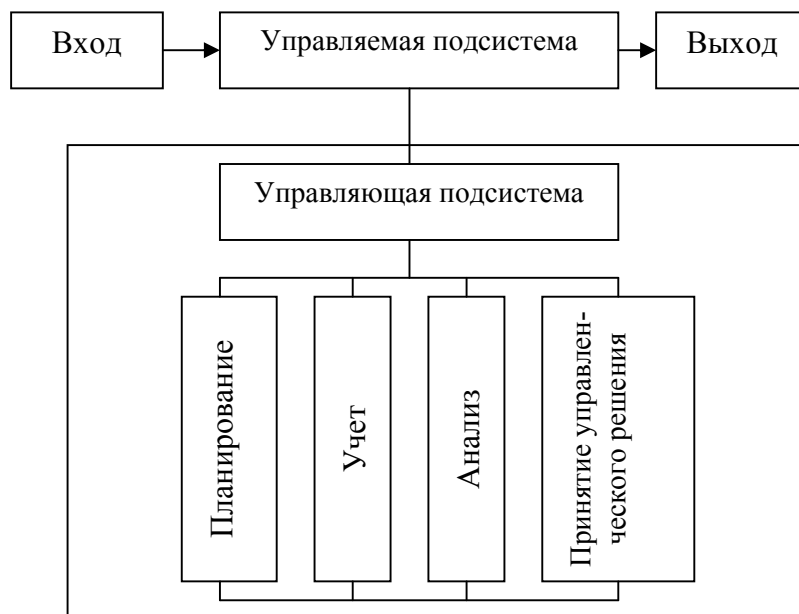 Вход
Управляемая подсистема
Выход
Управляющая подсистема
Планирование
Учет
Анализ
Принятие управлен-
ческого решения